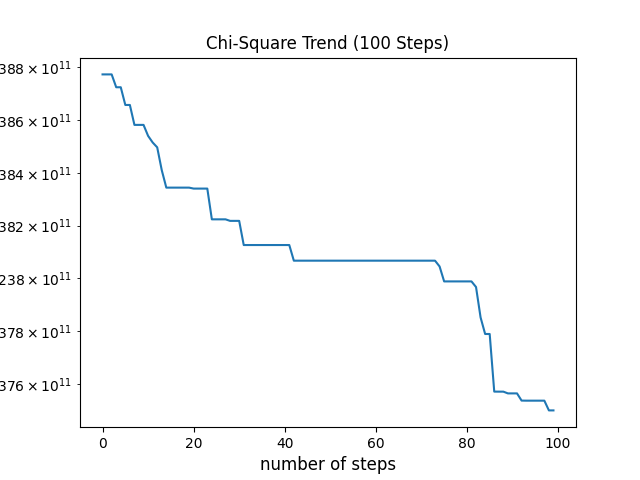 Chi-Square Trend (100 Steps)
388 × 10¹¹
386 × 10¹¹
384 × 10¹¹
382 × 10¹¹
238 × 10¹¹
378 × 10¹¹
376 × 10¹¹
0 20 40 60 80 100
number of steps